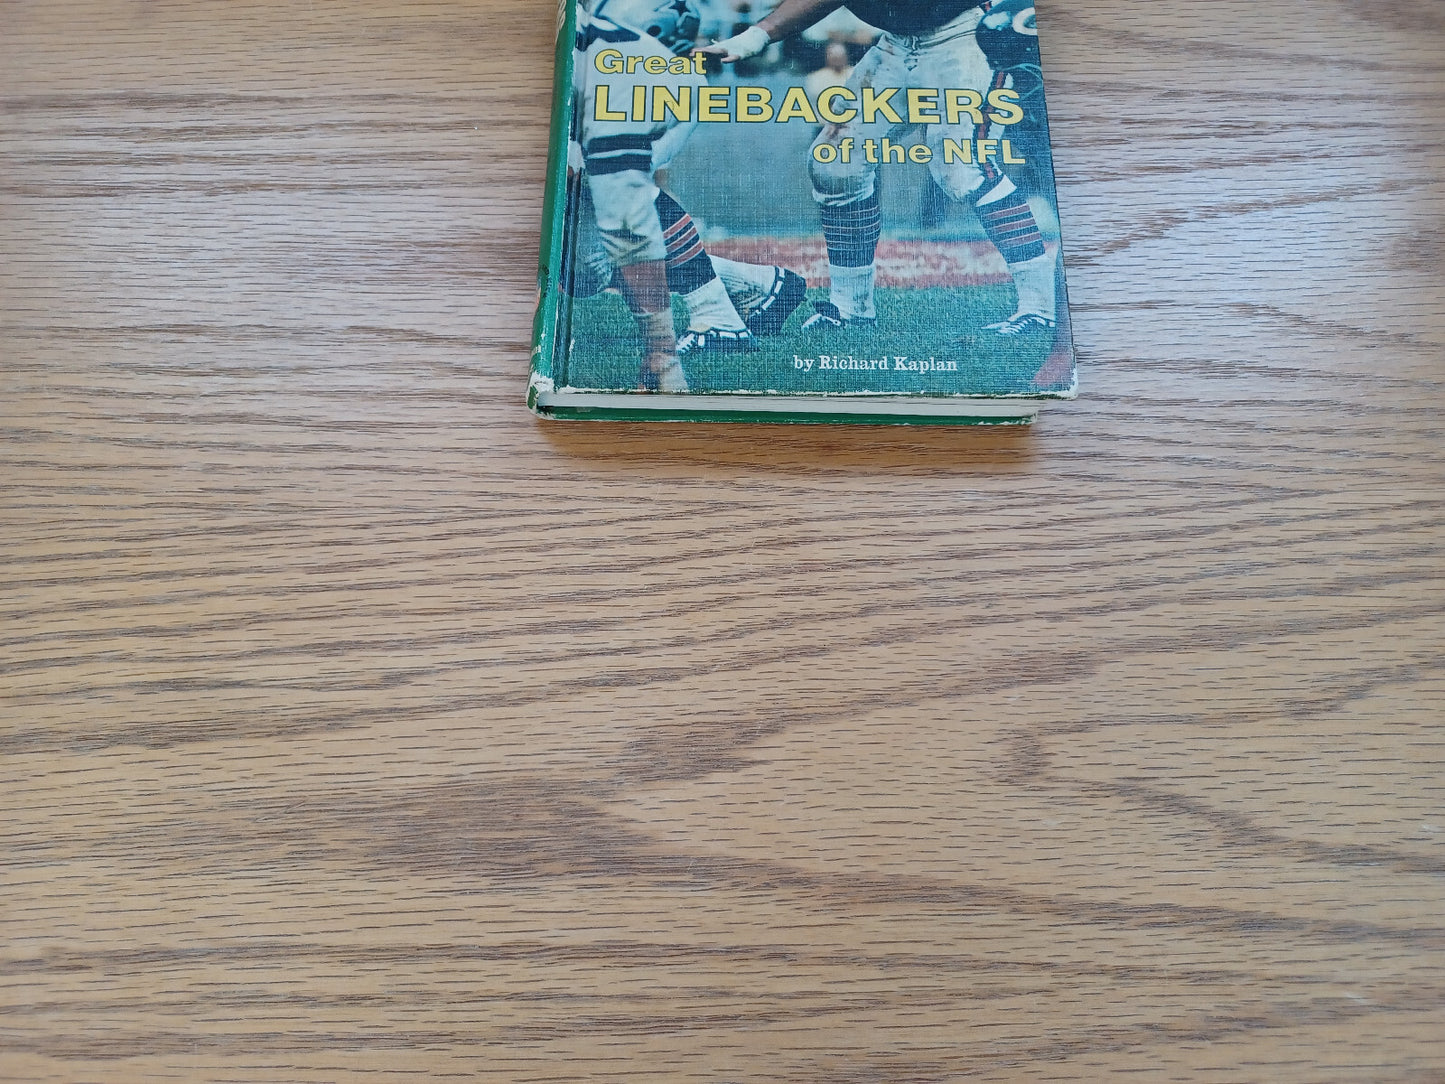 Great
LINEBACKERS
of the NFL
by Richard Kaplan